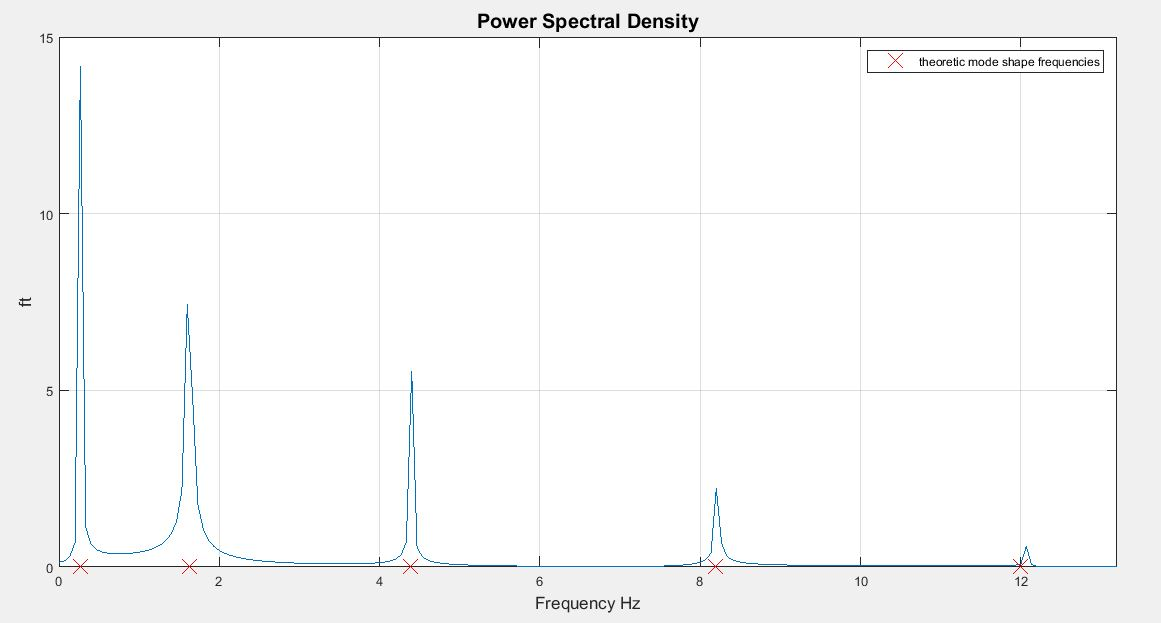 Power Spectral Density
theoretic mode shape frequencies
15
10
5
0
ft
0 2 4 6 8 10 12
Frequency Hz